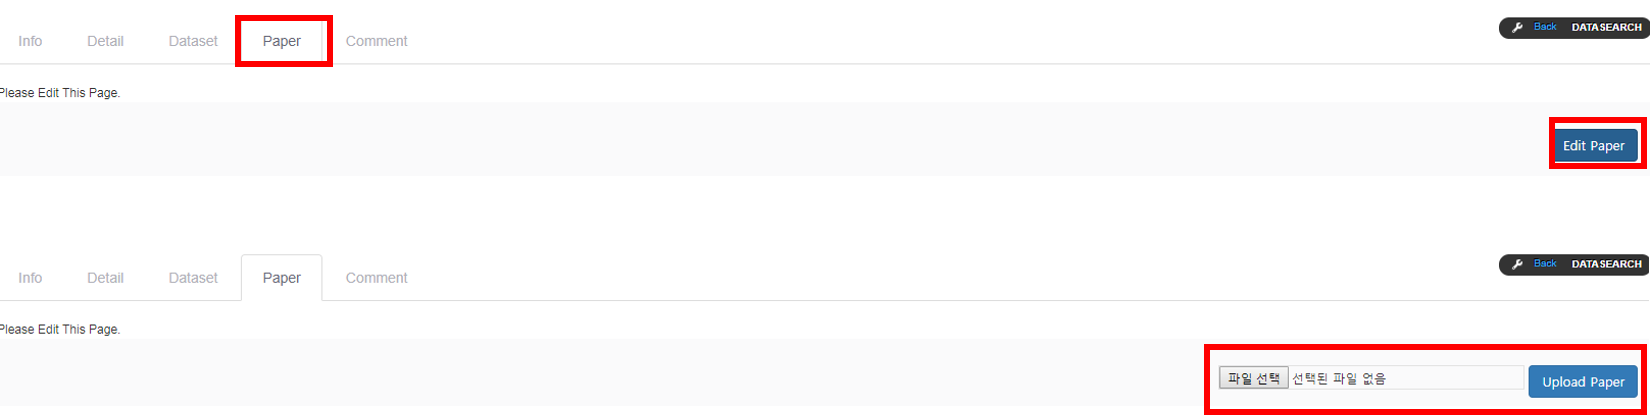 Info Detail Dataset Paper Comment Back DATASEARCH
Please Edit This Page.
Edit Paper
Info Detail Dataset Paper Comment Back DATASEARCH
Please Edit This Page.
파일 선택 선택된 파일 없음 Upload Paper